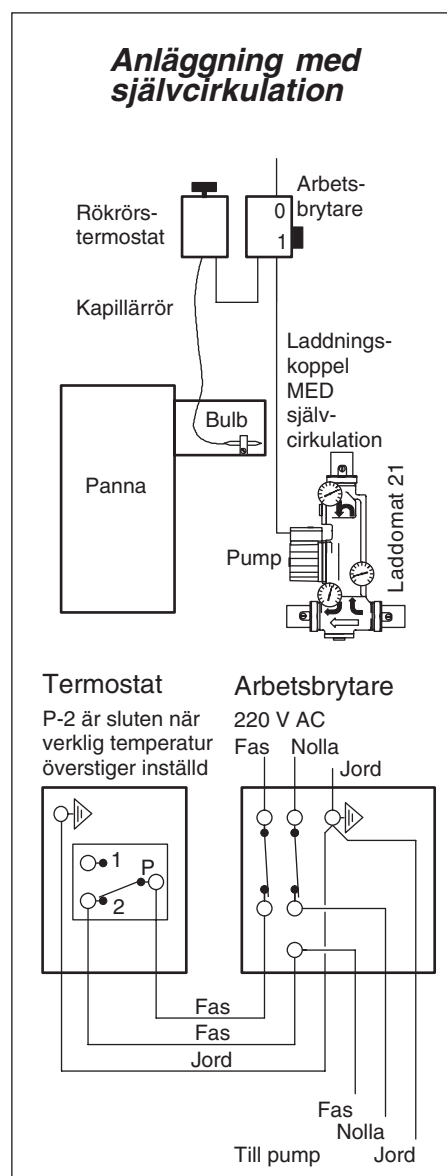 Anläggning med
självcirkulation
Arbets-
brytare
0
1
Rökrörs-
termostat
Kapillärrör
Laddnings-
koppel
MED
själv-
cirkulation
Bulb
Panna
Pump
Laddomat 21
Termostat
P-2 är sluten när
verklig temperatur
överstiger inställd
Arbetsbrytare
220 V AC
Fas Nolla
Jord
1
P
2
Fas
Fas
Jord
Fas
Nolla
Till pump Jord